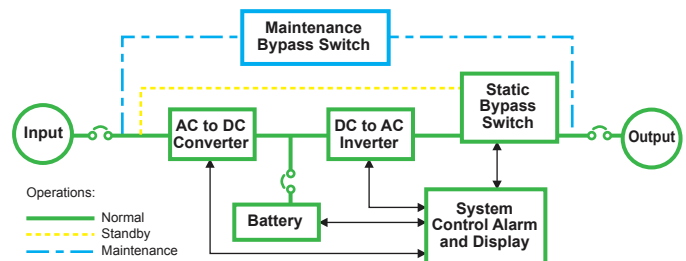 Maintenance
Bypass Switch
Input
AC to DC
Converter
DC to AC
Inverter
Static
Bypass
Switch
Output
Operations:
Normal
Standby
Maintenance
Battery
System
Control Alarm
and Display